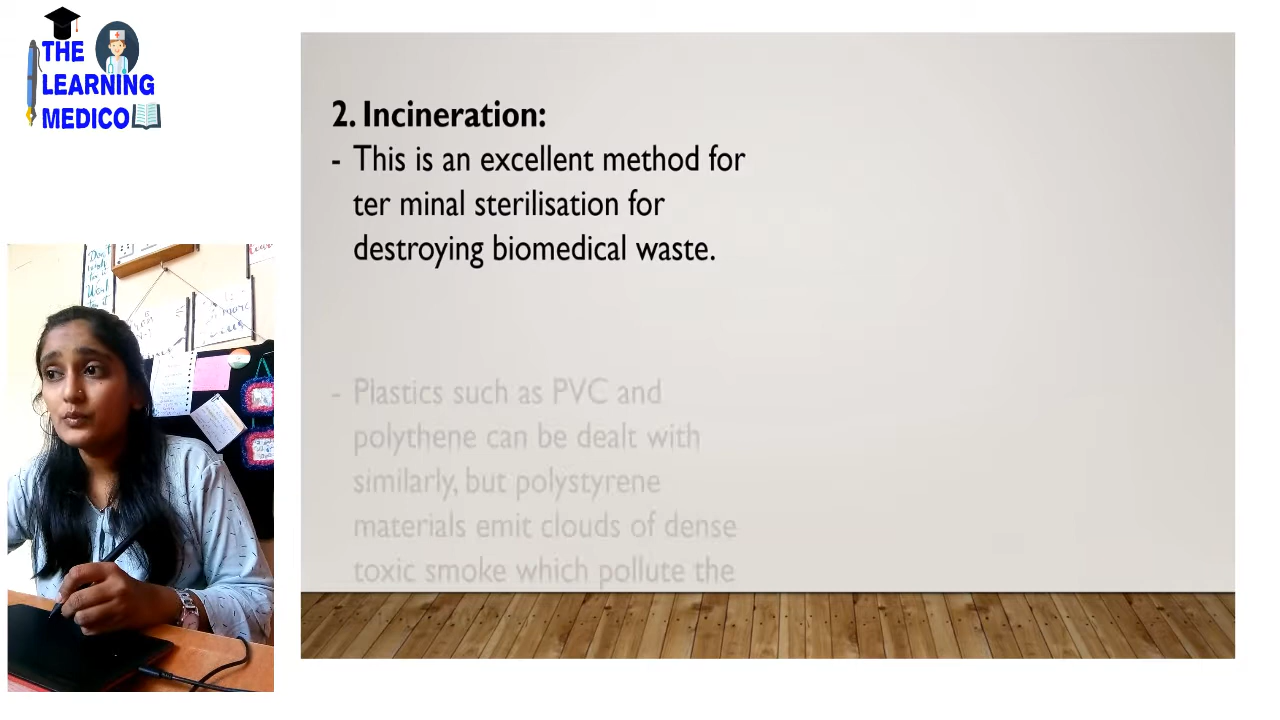 THE
LEARNING
MEDICO
2. Incineration:
- This is an excellent method for
ter minal sterilisation for
destroying biomedical waste.
- Plastics such as PVC and
polythene can be dealt with
similarly, but polystyrene
materials emit clouds of dense
toxic smoke which pollute the
Don't